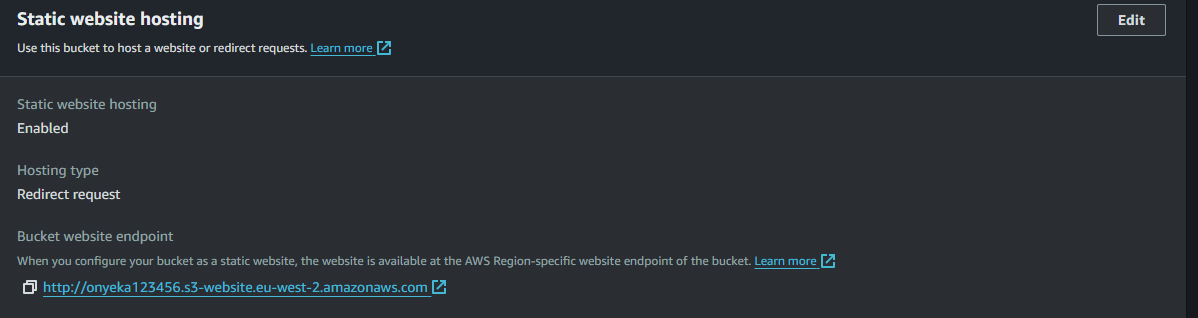 Static website hosting
Edit
Use this bucket to host a website or redirect requests. Learn more
Static website hosting
Enabled
Hosting type
Redirect request
Bucket website endpoint
When you configure your bucket as a static website, the website is available at the AWS Region-specific website endpoint of the bucket. Learn more
http://onyeka123456.s3-website.eu-west-2.amazonaws.com